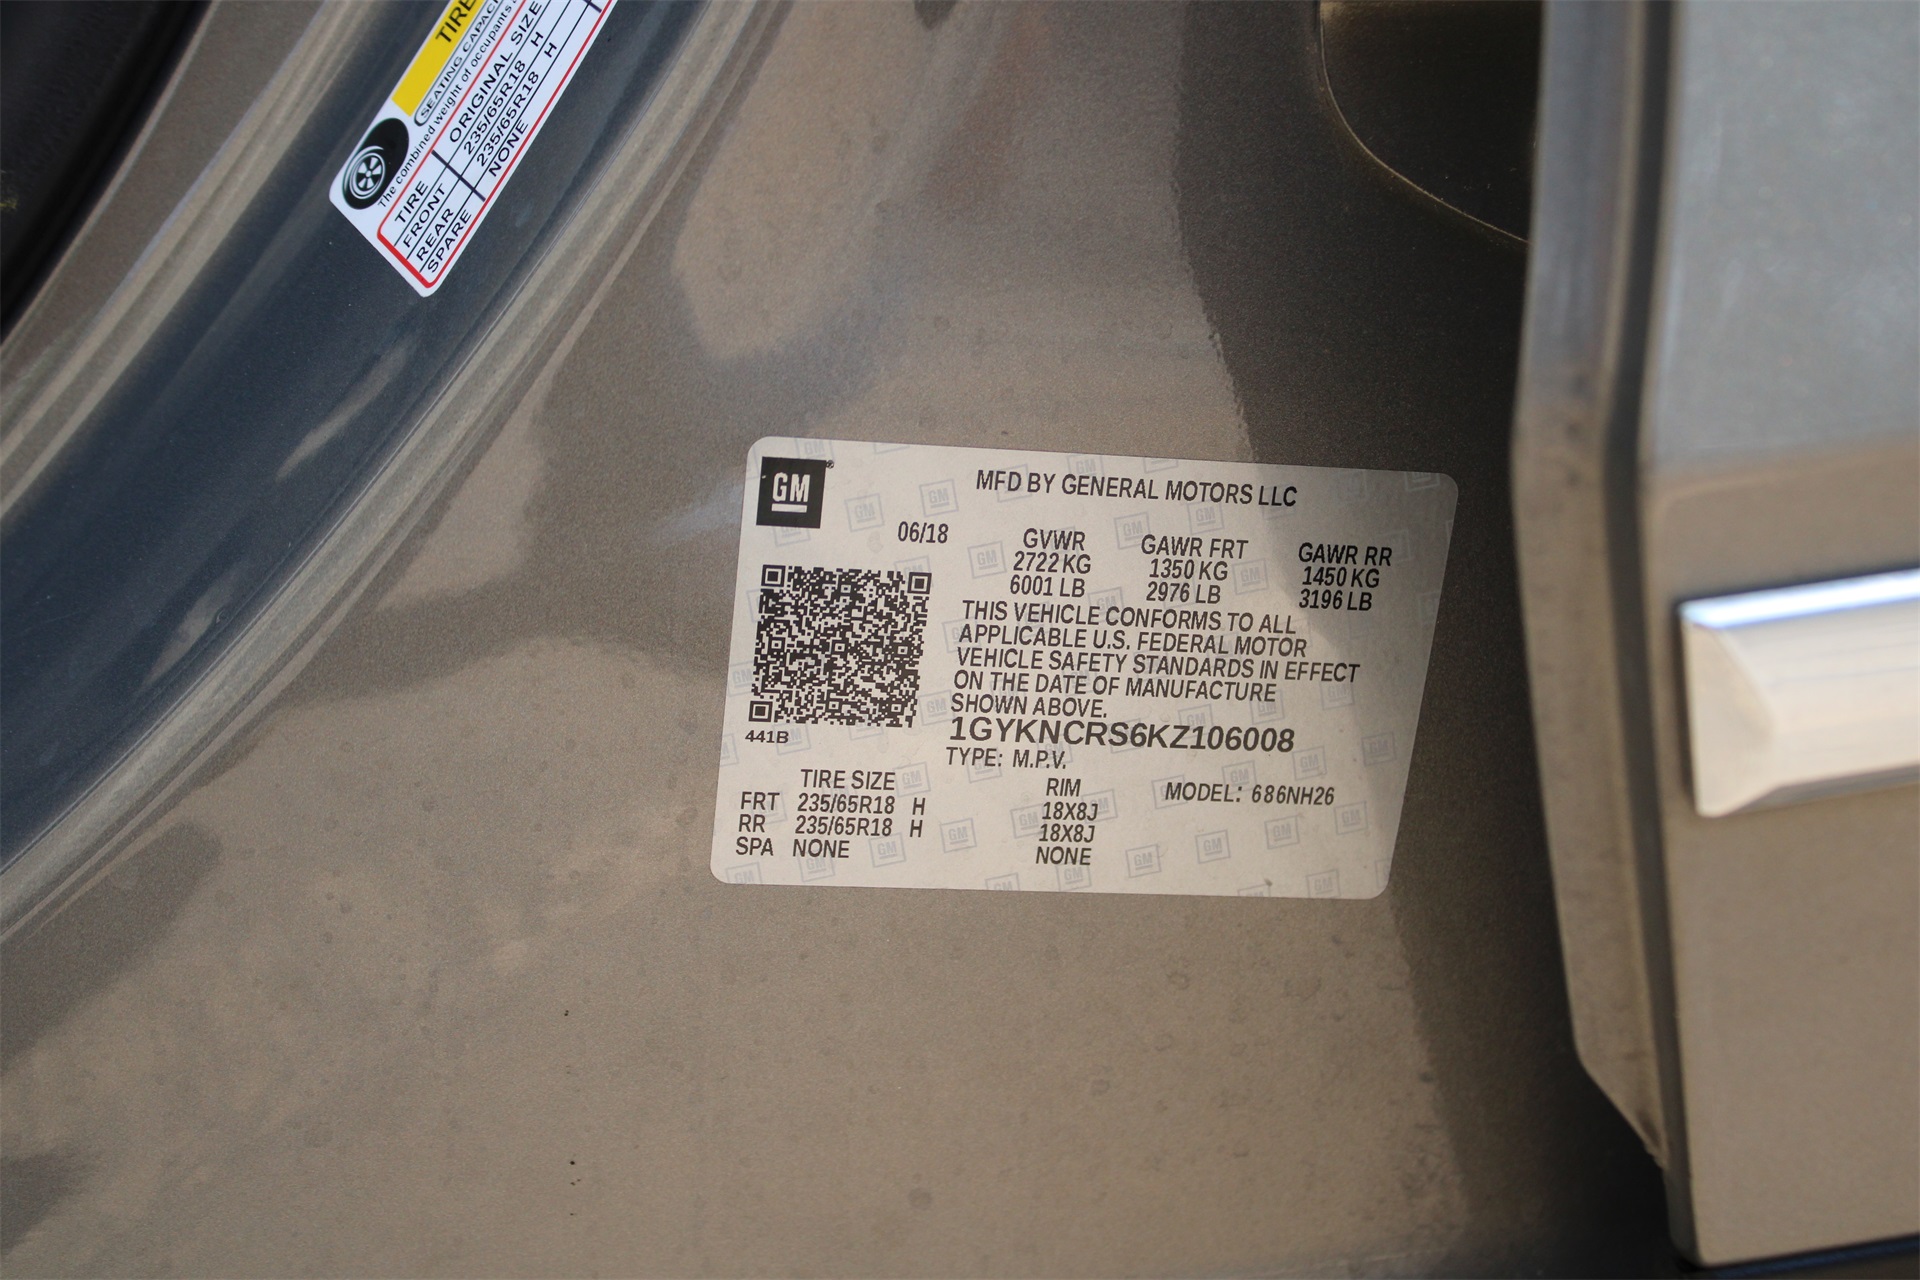 TIRE
SEATING CAPACI
The combined weight of occupants
TIRE ORIGINAL SIZE
FRONT 235/65R18 H
REAR 235/65R18 H
SPARE NONE
GM®
MFD BY GENERAL MOTORS LLC
06/18 GVWR GAWR FRT GAWR RR
2722 KG 1350 KG 1450 KG
6001 LB 2976 LB 3196 LB
THIS VEHICLE CONFORMS TO ALL
APPLICABLE U.S. FEDERAL MOTOR
VEHICLE SAFETY STANDARDS IN EFFECT
ON THE DATE OF MANUFACTURE
SHOWN ABOVE.
1GYKNCRS6KZ106008
441B
TYPE: M.P.V.
TIRE SIZE RIM MODEL: 686NH26
FRT 235/65R18 H 18X8J
RR 235/65R18 H 18X8J
SPA NONE NONE